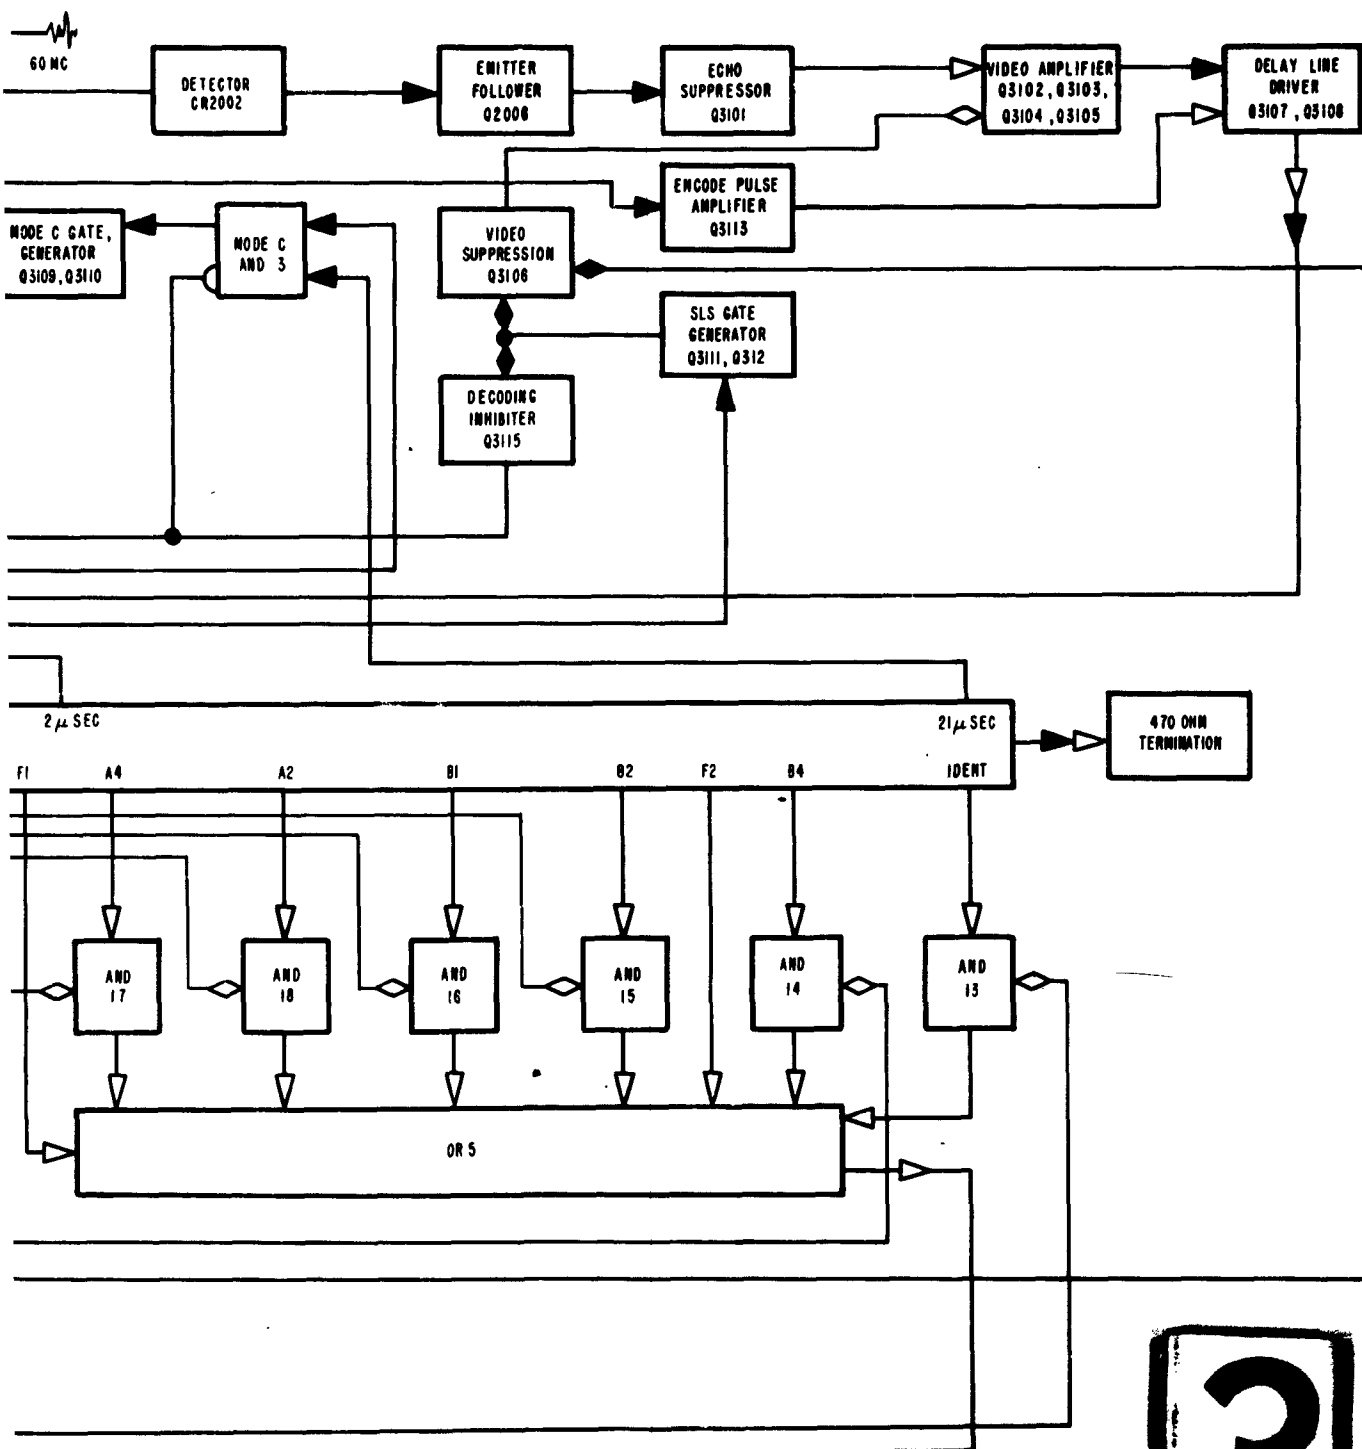 60 MC
DETECTOR
CR2002
EMITTER
FOLLOWER
Q2006
ECHO
SUPPRESSOR
Q3101
VIDEO AMPLIFIER
Q3102, Q3103,
Q3104, Q3105
DELAY LINE
DRIVER
Q3107, Q3108
ENCODE PULSE
AMPLIFIER
Q3113
MODE C GATE,
GENERATOR
Q3109, Q3110
MODE C
AND 3
VIDEO
SUPPRESSION
Q3106
SLS GATE
GENERATOR
Q3111, Q312
DECODING
INHIBITER
Q3115
2 μ SEC
21 μ SEC
470 OHM
TERMINATION
F1 A4 A2 B1 B2 F2 B4 IDENT
AND
17
AND
18
AND
16
AND
15
AND
14
AND
13
OR 5